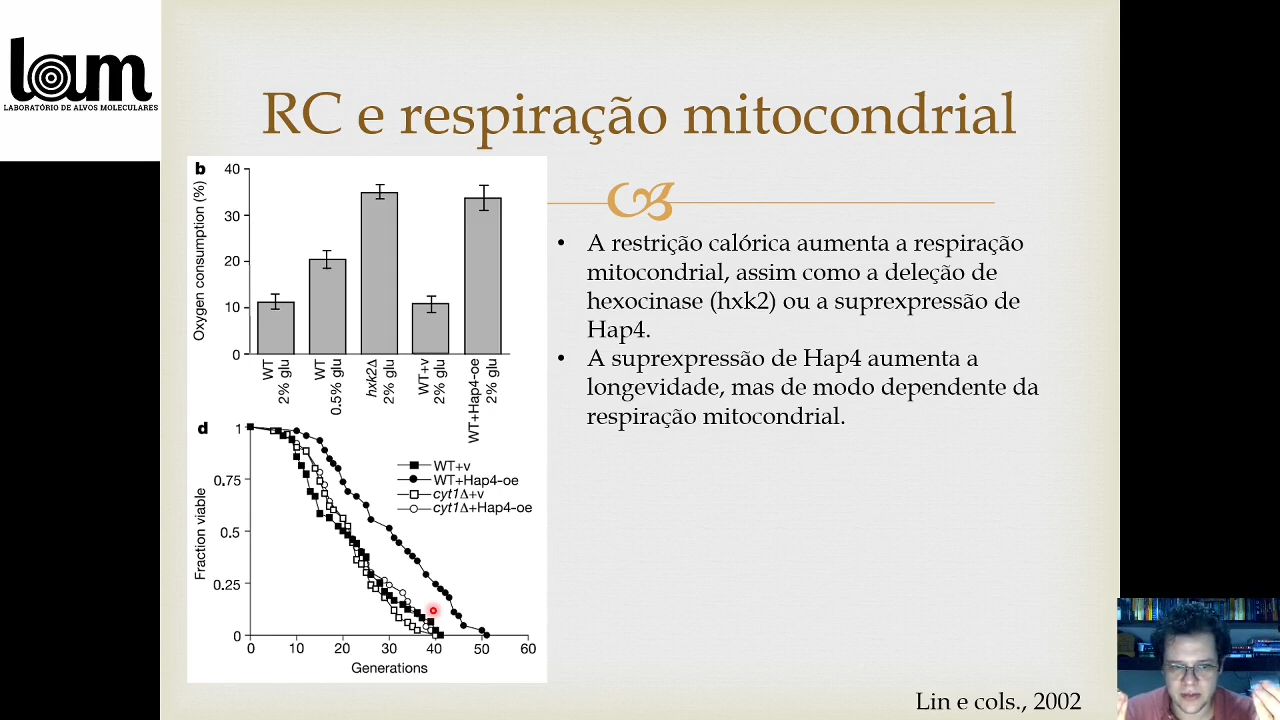 lam
LABORATÓRIO DE ALVOS MOLECULARES
RC e respiração mitocondrial
b
Oxygen consumption (%)
40
30
20
10
0
WT
2% glu
WT
0.5% glu
hxk2Δ
2% glu
WT+v
2% glu
WT+Hap4-oe
2% glu
• A restrição calórica aumenta a respiração
mitocondrial, assim como a deleção de
hexocinase (hxk2) ou a suprexpressão de
Hap4.
• A suprexpressão de Hap4 aumenta a
longevidade, mas de modo dependente da
respiração mitocondrial.
d
Fraction viable
1
0.75
0.5
0.25
0
WT+v
WT+Hap4-oe
cyt1Δ+v
cyt1Δ+Hap4-oe
0 10 20 30 40 50 60
Generations
Lin e cols., 2002